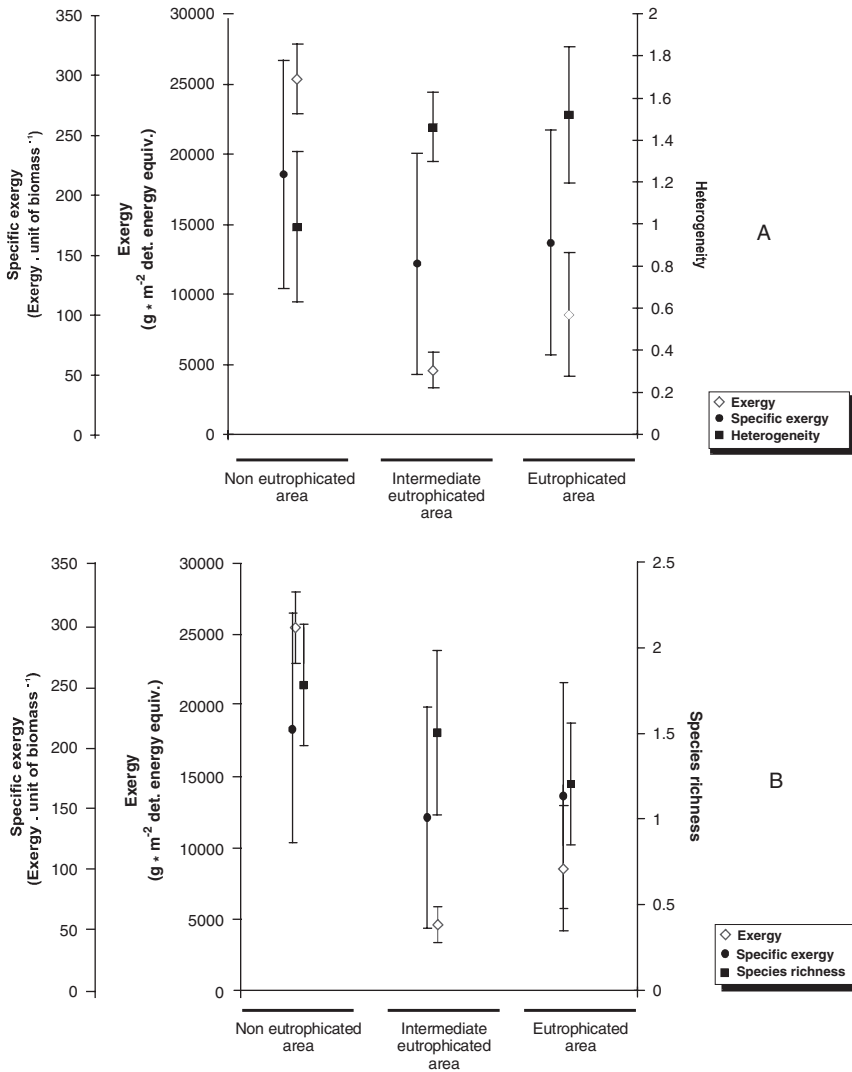 350
300
250
200
150
100
50
0
Specific exergy
(Exergy . unit of biomass -1)
30000
25000
20000
15000
10000
5000
0
Exergy
(g * m-2 det. energy equiv.)
2
1.8
1.6
1.4
1.2
1
0.8
0.6
0.4
0.2
0
Heterogeneity
A
Exergy
Specific exergy
Heterogeneity
Non eutrophicated
area
Intermediate
eutrophicated
area
Eutrophicated
area
350
300
250
200
150
100
50
0
Specific exergy
(Exergy . unit of biomass -1)
30000
25000
20000
15000
10000
5000
0
Exergy
(g * m-2 det. energy equiv.)
2.5
2
1.5
1
0.5
0
Species richness
B
Exergy
Specific exergy
Species richness
Non eutrophicated
area
Intermediate
eutrophicated
area
Eutrophicated
area